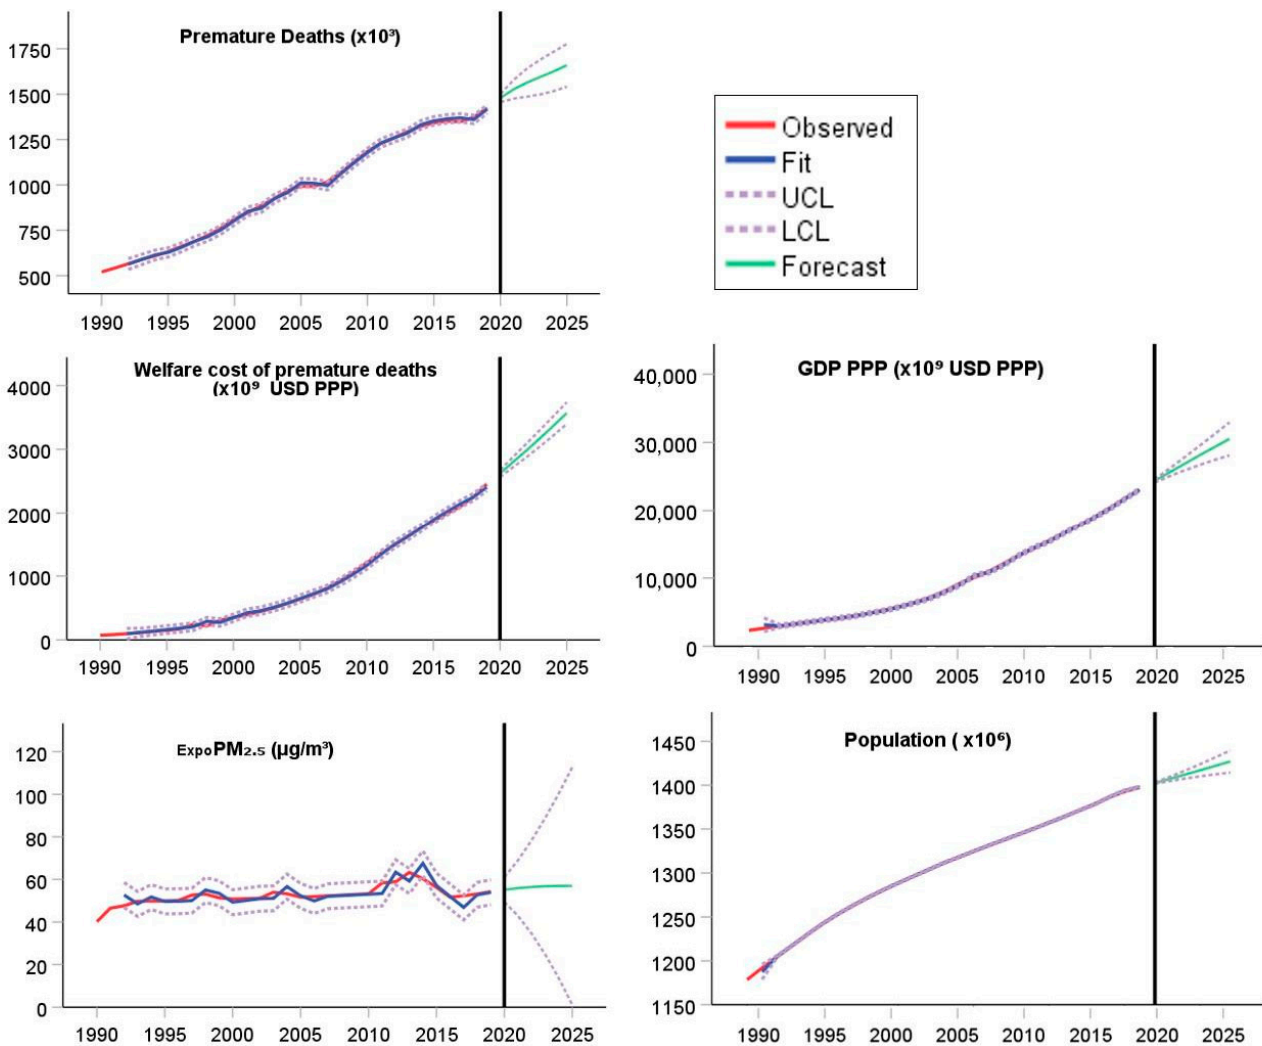 Premature Deaths (x10³)
1750
1500
1250
1000
750
500
1990 1995 2000 2005 2010 2015 2020 2025
Observed
Fit
UCL
LCL
Forecast
Welfare cost of premature deaths
(x10⁹ USD PPP)
4000
3000
2000
1000
0
1990 1995 2000 2005 2010 2015 2020 2025
GDP PPP (x10⁹ USD PPP)
40,000
30,000
20,000
10,000
0
1990 1995 2000 2005 2010 2015 2020 2025
ExpoPM₂.₅ (µg/m³)
120
100
80
60
40
20
0
1990 1995 2000 2005 2010 2015 2020 2025
Population ( x10⁶)
1450
1400
1350
1300
1250
1200
1150
1990 1995 2000 2005 2010 2015 2020 2025